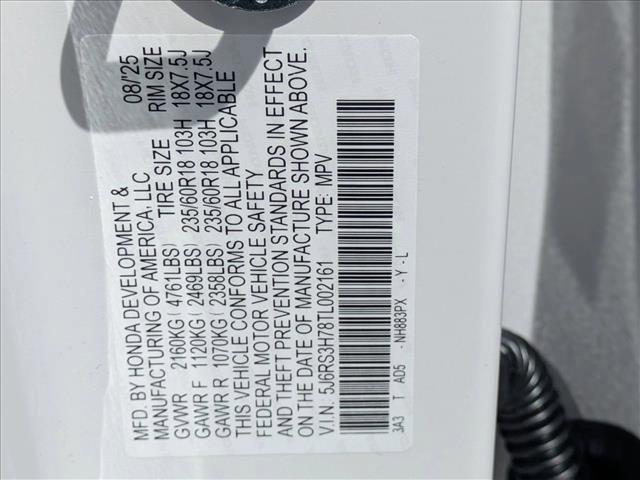 MFD. BY HONDA DEVELOPMENT & 08/'25
MANUFACTURING OF AMERICA, LLC
TIRE SIZE RIM SIZE
GVWR 2160KG ( 4761LBS)
GAWR F 1120KG ( 2468LBS) 235/60R18 103H 18X7.5J
GAWR R 1070KG ( 2358LBS) 235/60R18 103H 18X7.5J
THIS VEHICLE CONFORMS TO ALL APPLICABLE
FEDERAL MOTOR VEHICLE SAFETY
AND THEFT PREVENTION STANDARDS IN EFFECT
ON THE DATE OF MANUFACTURE SHOWN ABOVE.
V.I.N: 5J6RS3H78TL002161 TYPE: MPV
3A3 T AD5 - NH883PX - Y - L